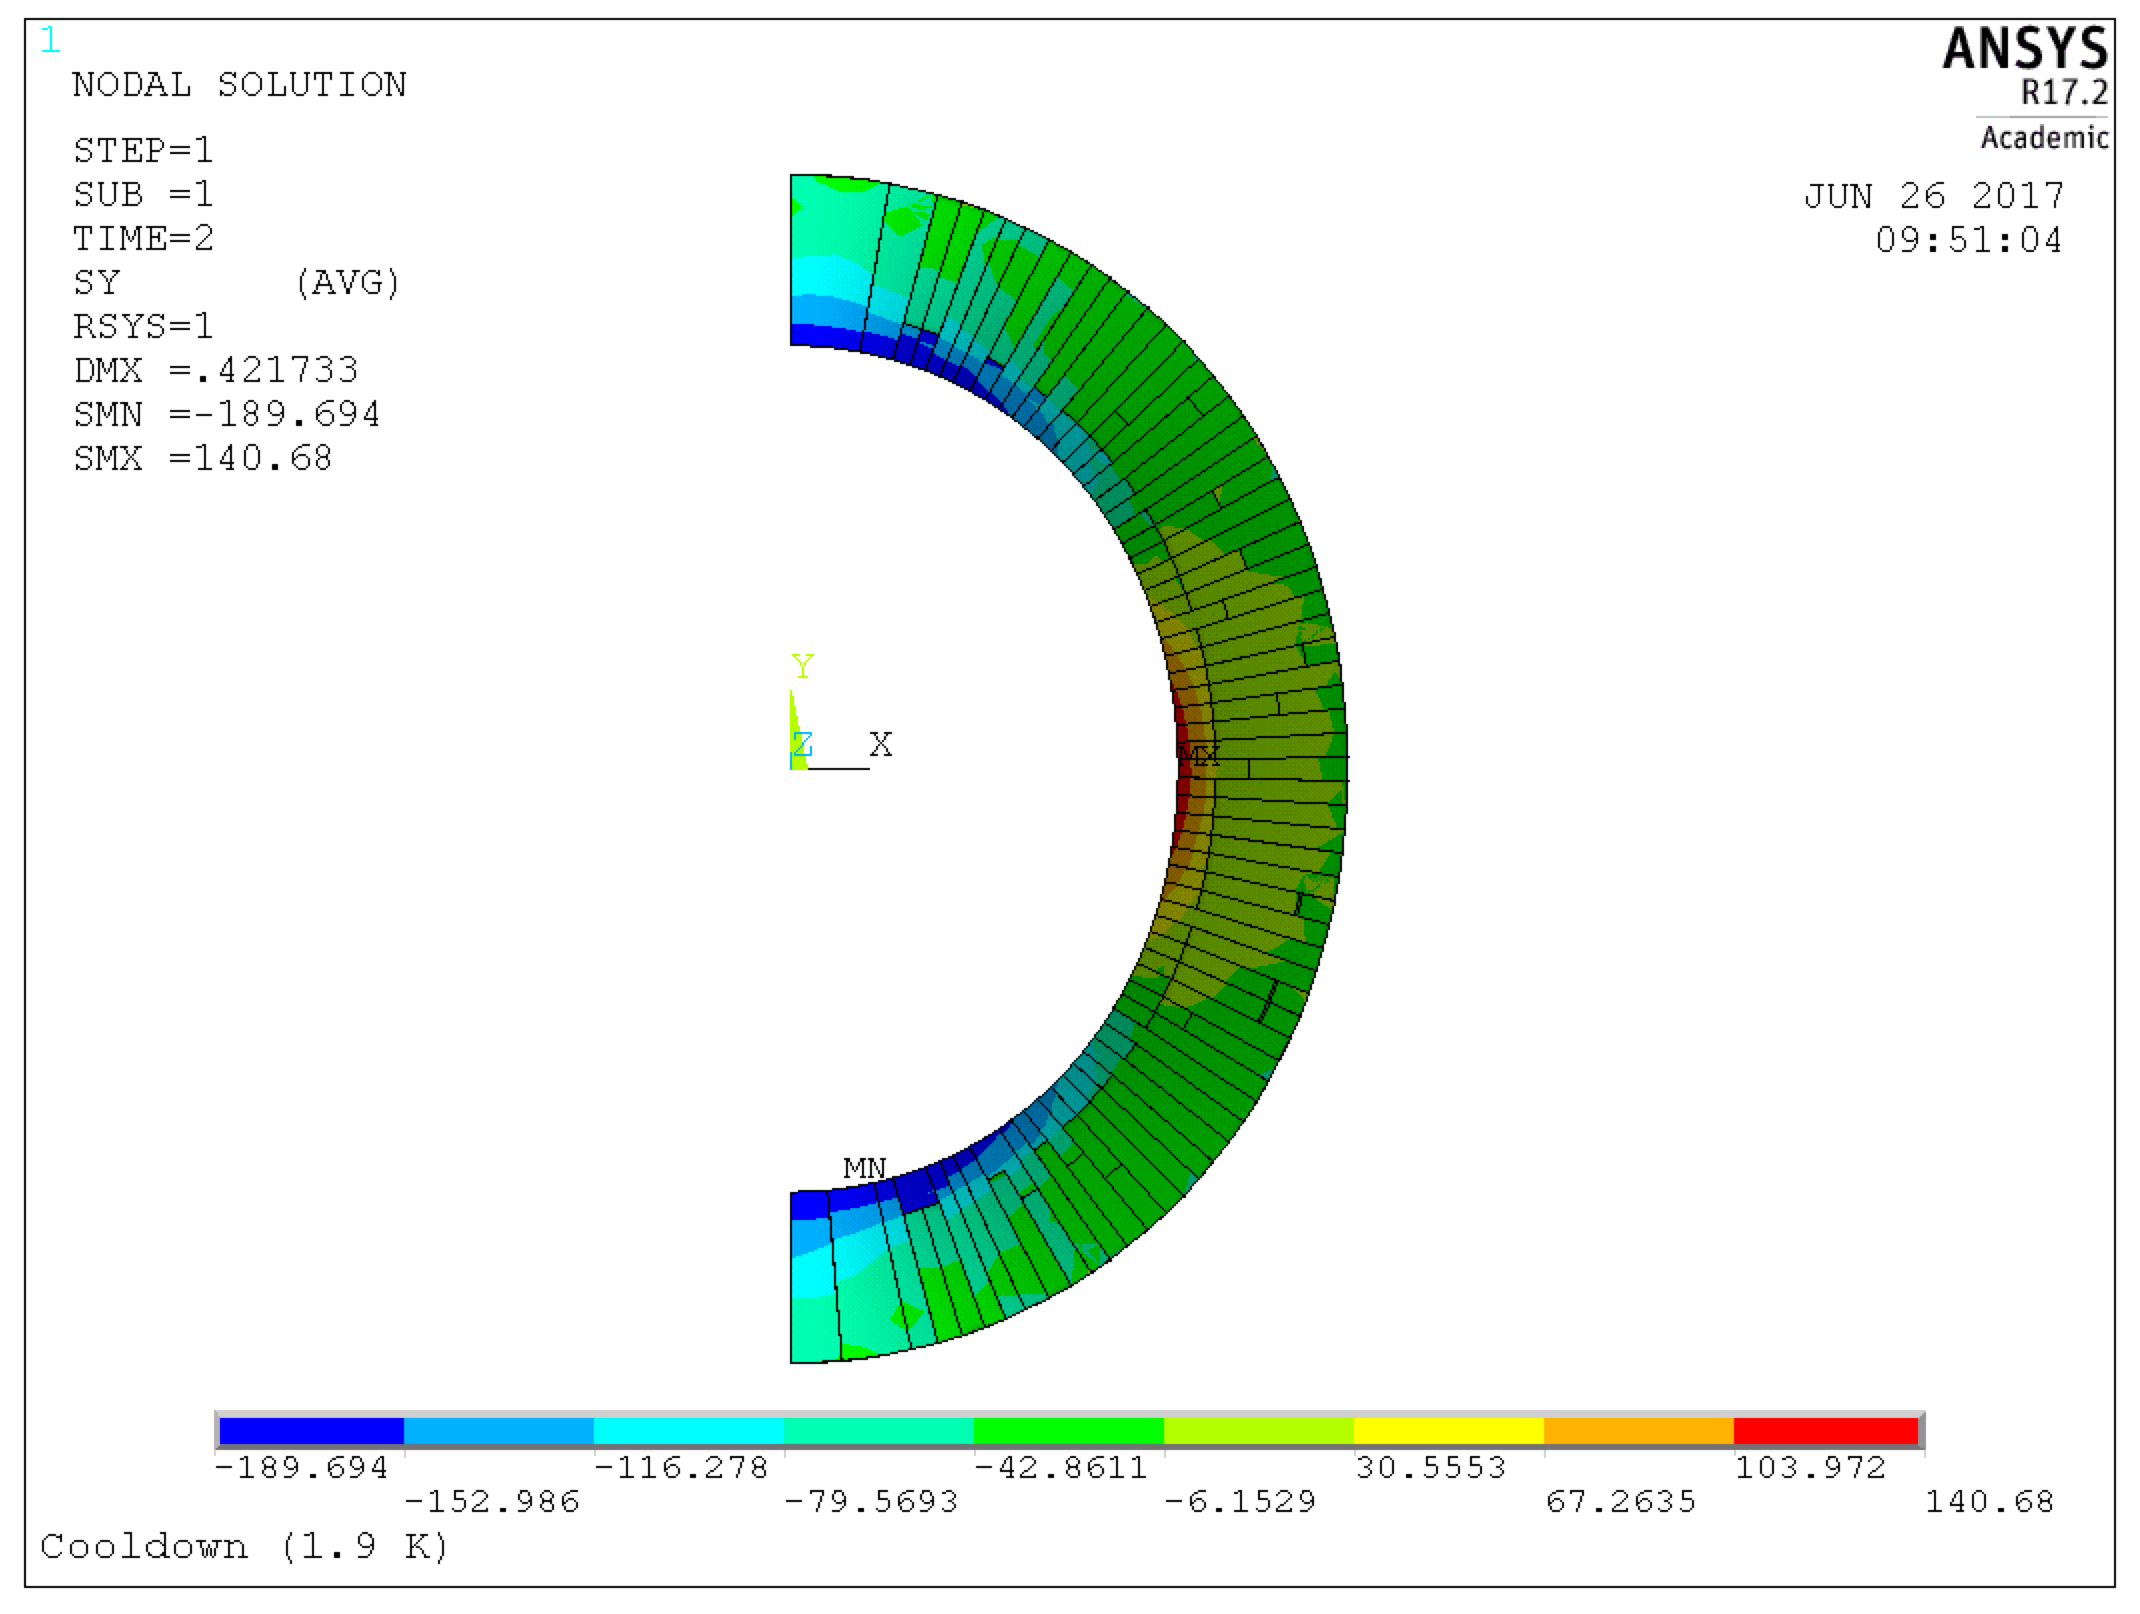 1
NODAL SOLUTION
STEP=1
SUB =1
TIME=2
SY (AVG)
RSYS=1
DMX =.421733
SMN =-189.694
SMX =140.68
ANSYS
R17.2
Academic
JUN 26 2017
09:51:04
Y
Z X
MX
MN
-189.694 -116.278 -42.8611 30.5553 103.972
-152.986 -79.5693 -6.1529 67.2635 140.68
Cooldown (1.9 K)